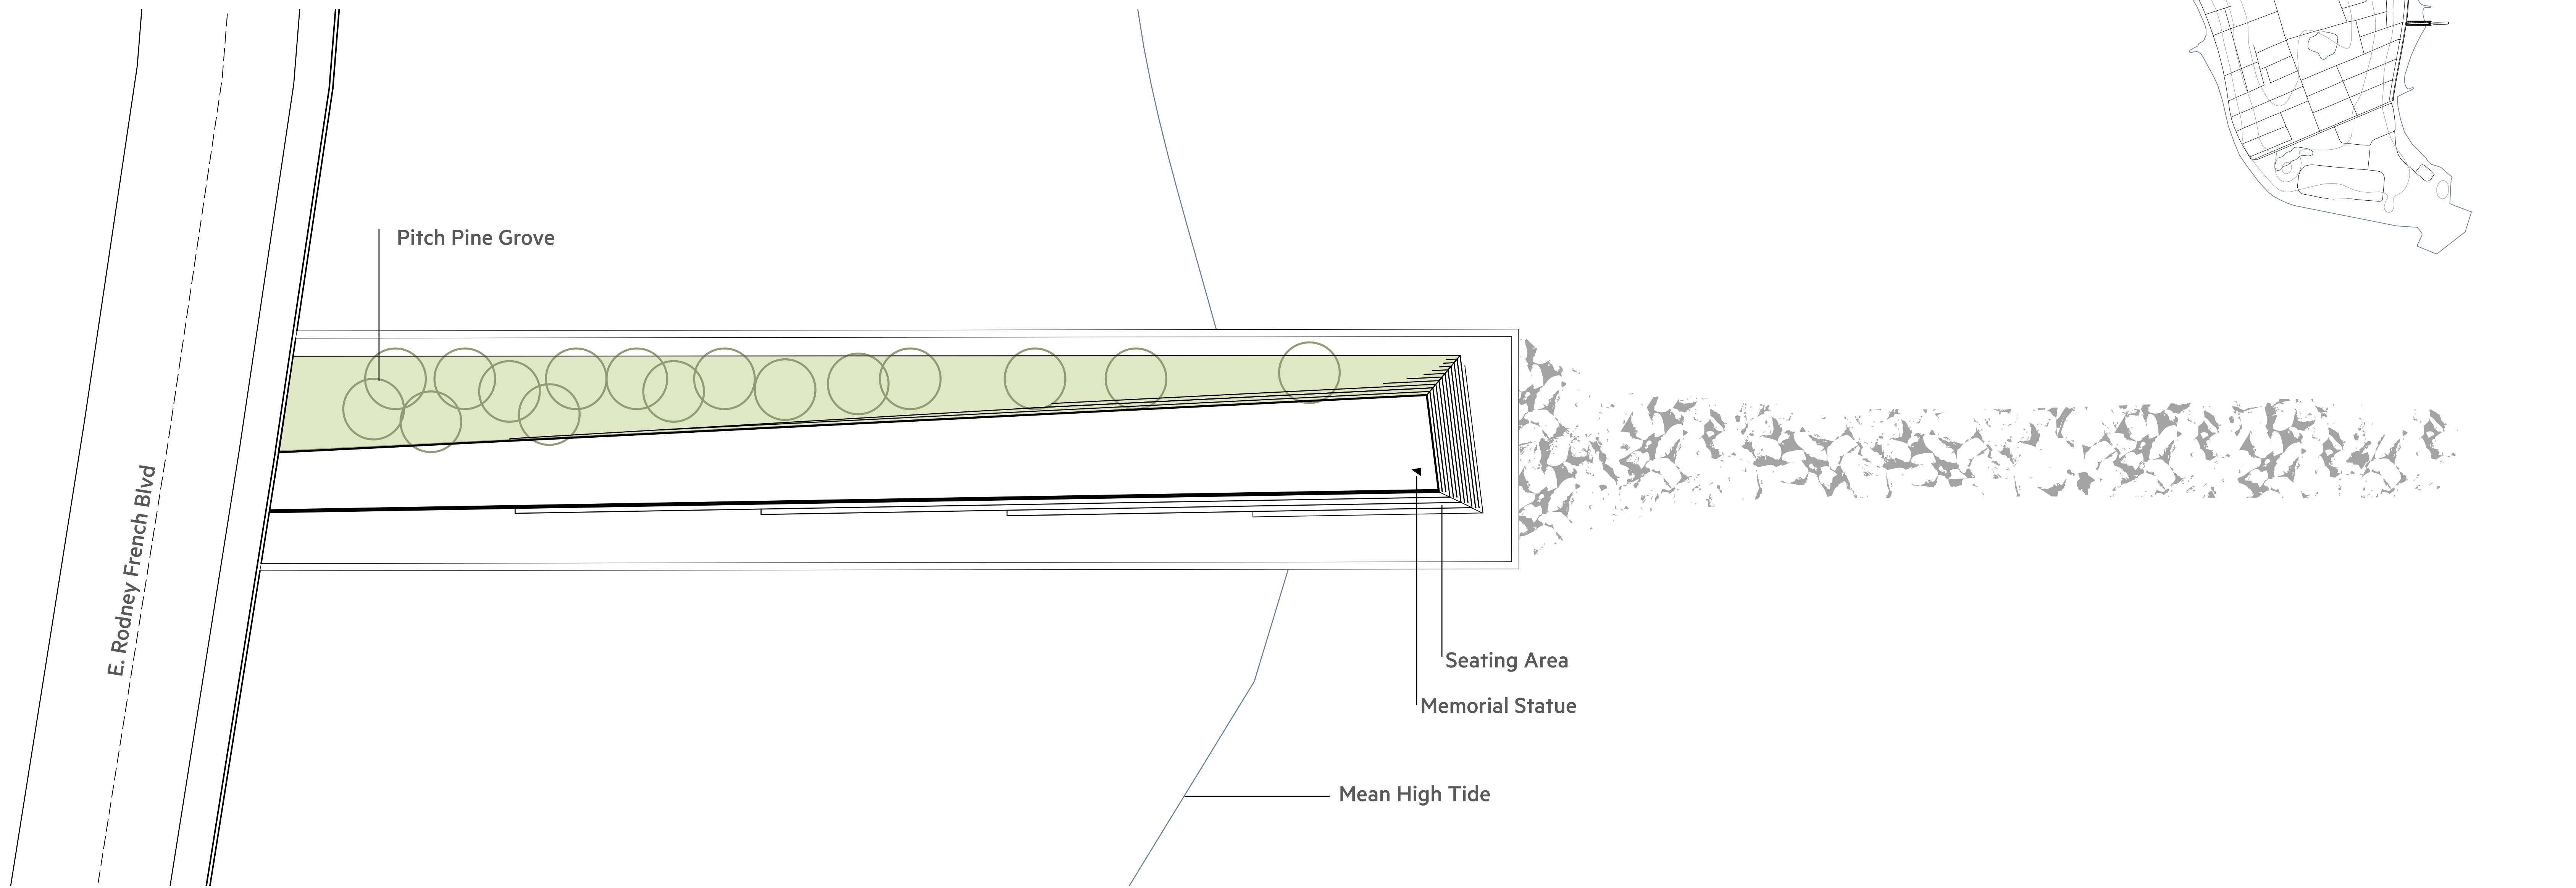 Pitch Pine Grove
E. Rodney French Blvd
Seating Area
Memorial Statue
Mean High Tide